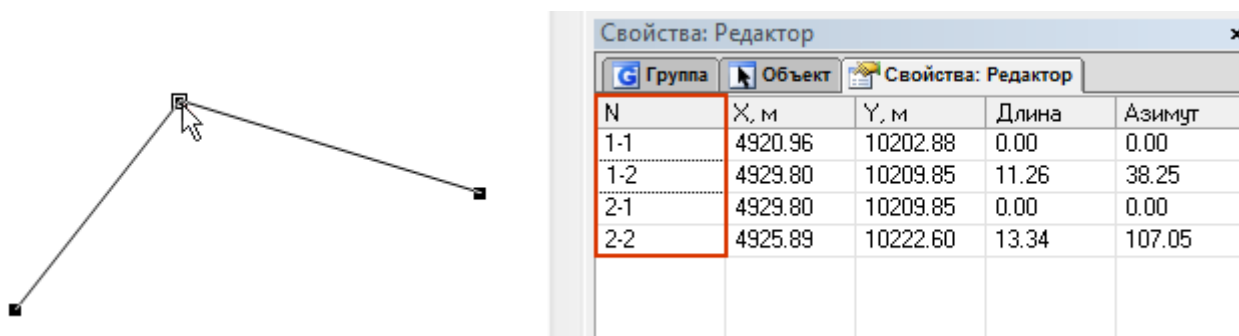 Свойства: Редактор ×
G Группа Объект Свойства: Редактор
N X, м Y, м Длина Азимут
1-1 4920.96 10202.88 0.00 0.00
1-2 4929.80 10209.85 11.26 38.25
2-1 4929.80 10209.85 0.00 0.00
2-2 4925.89 10222.60 13.34 107.05